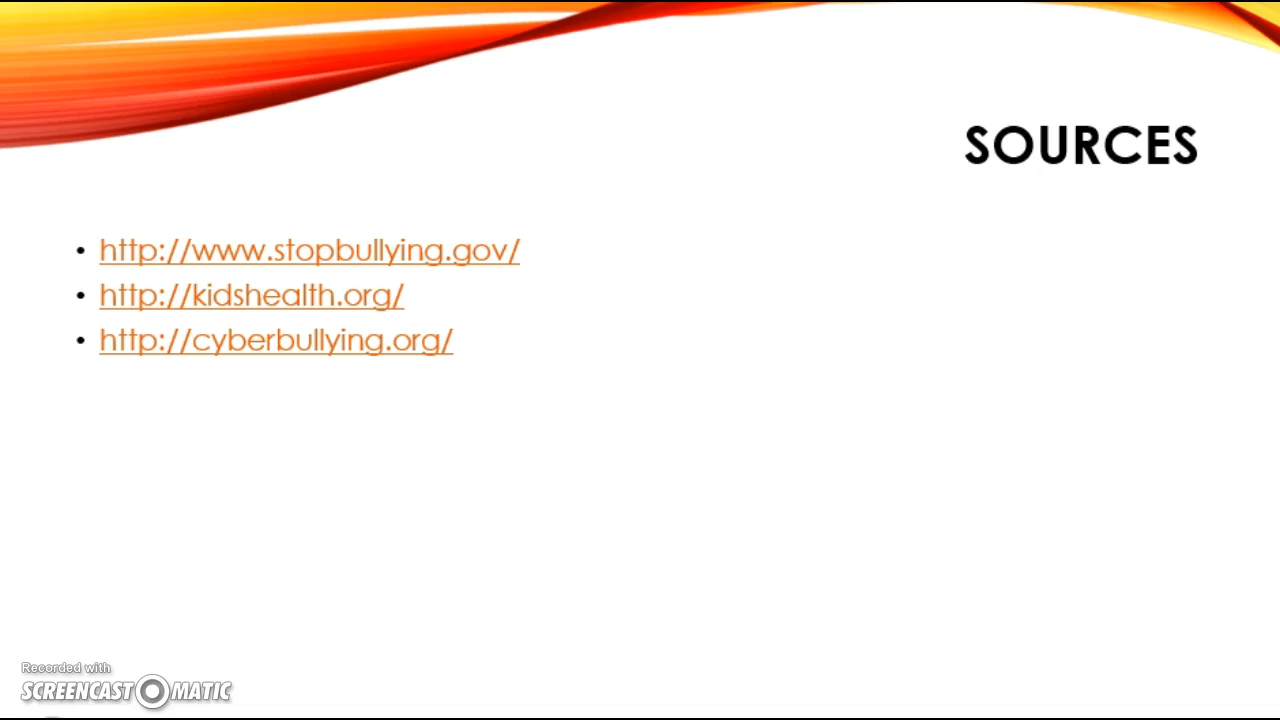 SOURCES
• http://www.stopbullying.gov/
• http://kidshealth.org/
• http://cyberbullying.org/
Recorded with
SCREENCAST MATIC